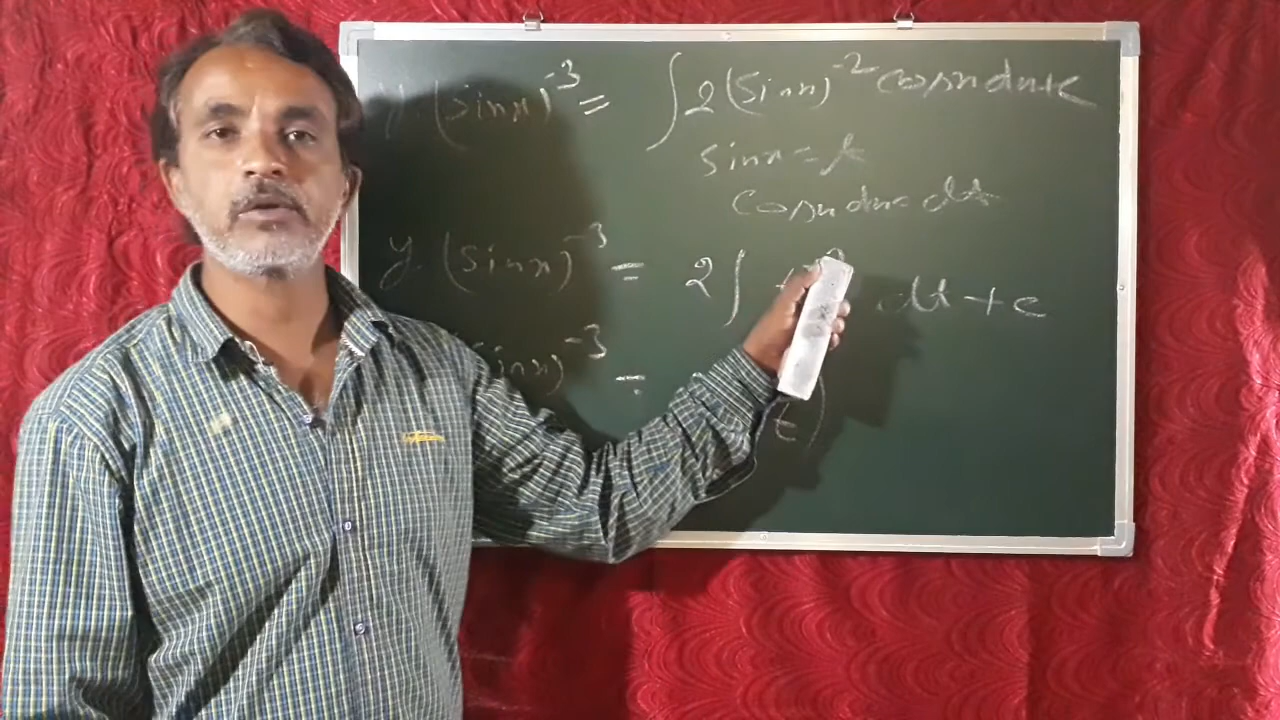 y. (sinx)^-3 = ∫ 2 (sinx)^-2 cosx dx + c
sinx = t
cosx dx = dt
y. (sinx)^-3 = 2 ∫ dt + c
sinx)^-3 =
t )